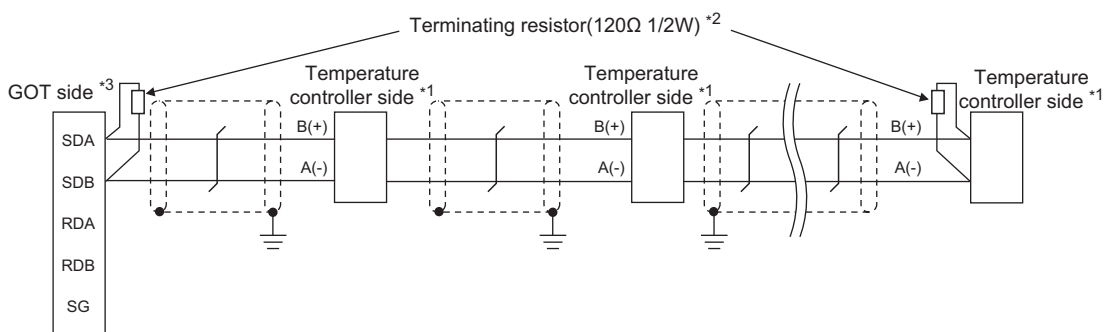 Terminating resistor(120Ω 1/2W) *2
GOT side *3
Temperature
controller side *1
Temperature
controller side *1
Temperature
controller side *1
SDA
B(+)
B(+)
B(+)
SDB
A(-)
A(-)
A(-)
RDA
RDB
SG